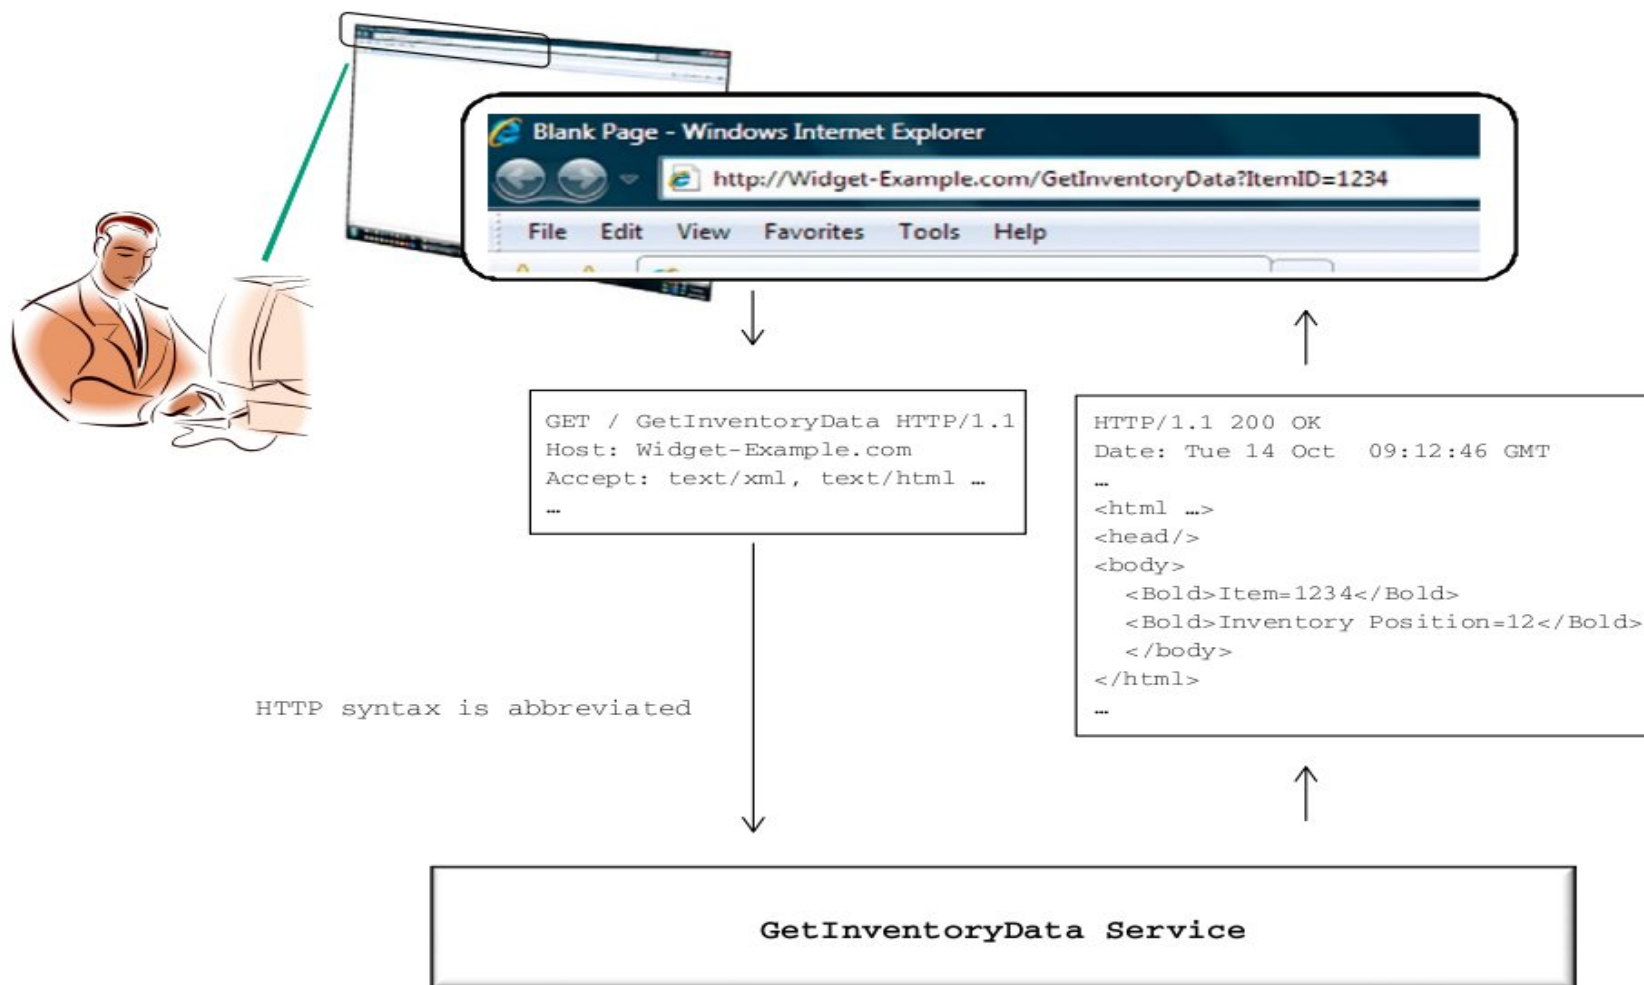 Blank Page - Windows Internet Explorer
http://Widget-Example.com/GetInventoryData?ItemID=1234
File Edit View Favorites Tools Help
GET / GetInventoryData HTTP/1.1
Host: Widget-Example.com
Accept: text/xml, text/html …
…
HTTP/1.1 200 OK
Date: Tue 14 Oct  09:12:46 GMT
…
<html …>
<head/>
<body>
<Bold>Item=1234</Bold>
<Bold>Inventory Position=12</Bold>
</body>
</html>
…
HTTP syntax is abbreviated
GetInventoryData Service